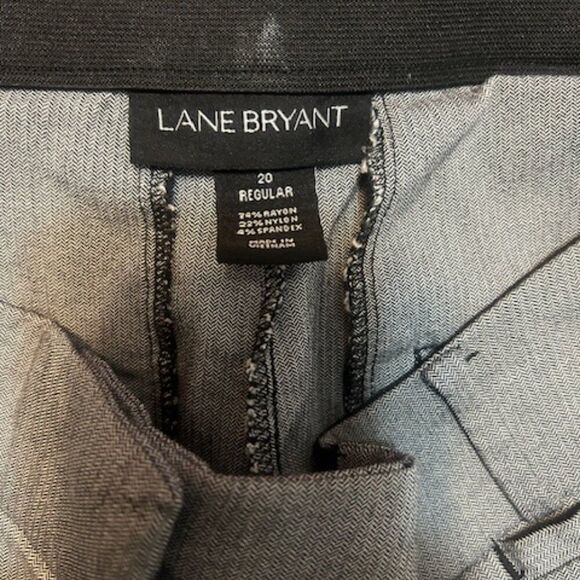 LANE BRYANT
20
REGULAR
74% RAYON
22% NYLON
4% SPANDEX
MADE IN
VIETNAM